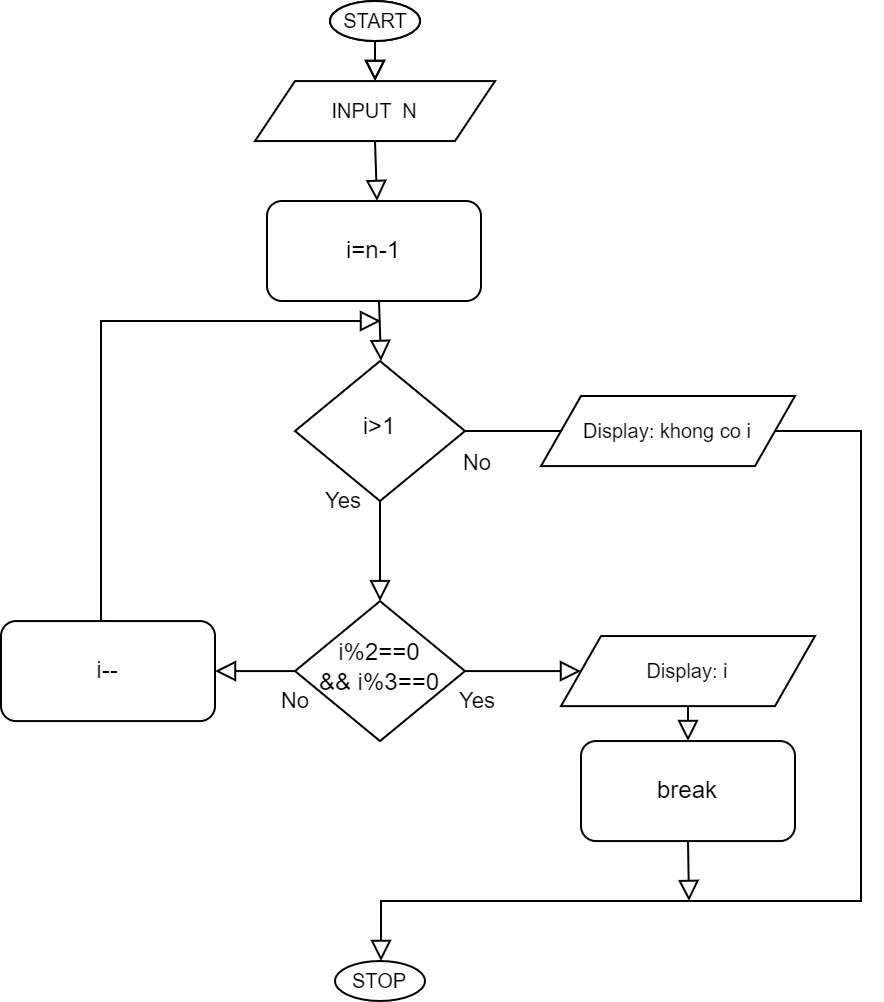 START
INPUT N
i=n-1
i>1
No
Display: khong co i
Yes
i%2==0
&& i%3==0
No
Yes
i--
Display: i
break
STOP